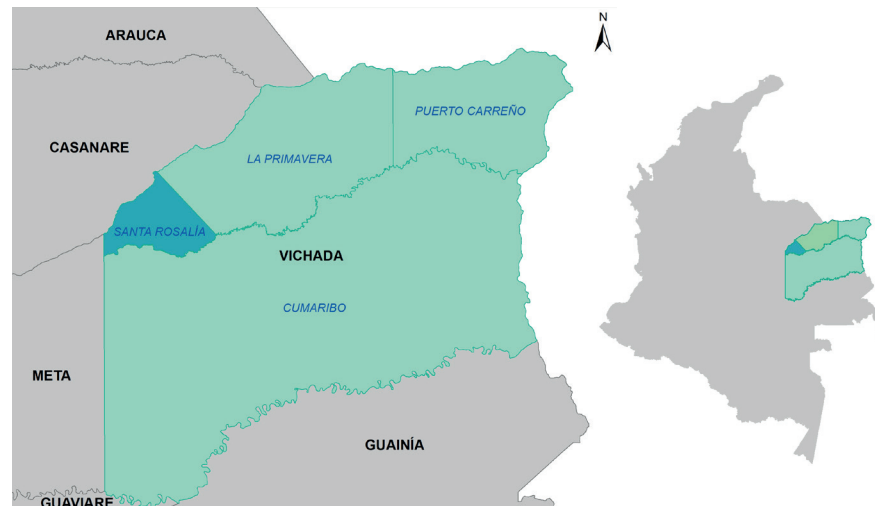 N
ARAUCA
PUERTO CARREÑO
CASANARE
LA PRIMAVERA
SANTA ROSALÍA
VICHADA
CUMARIBO
META
GUAINÍA
GUAVIARE